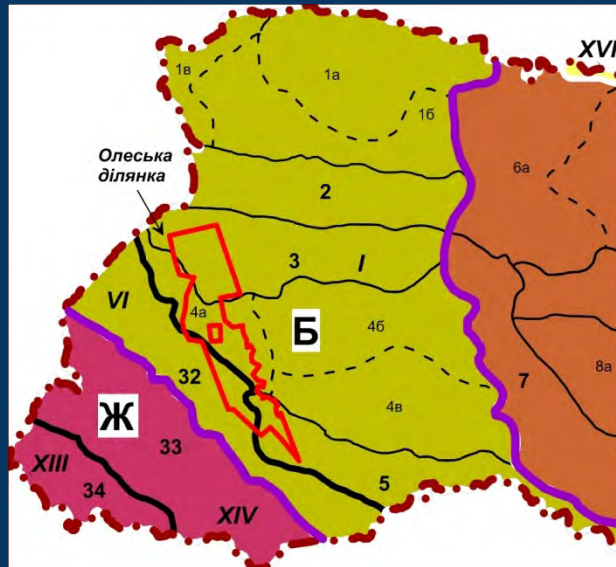 XVI
1в
1а
1б
6а
Олеська
ділянка
2
3
I
VI
4а
Б
4б
32
7
8а
Ж
4в
33
5
XIII
34
XIV